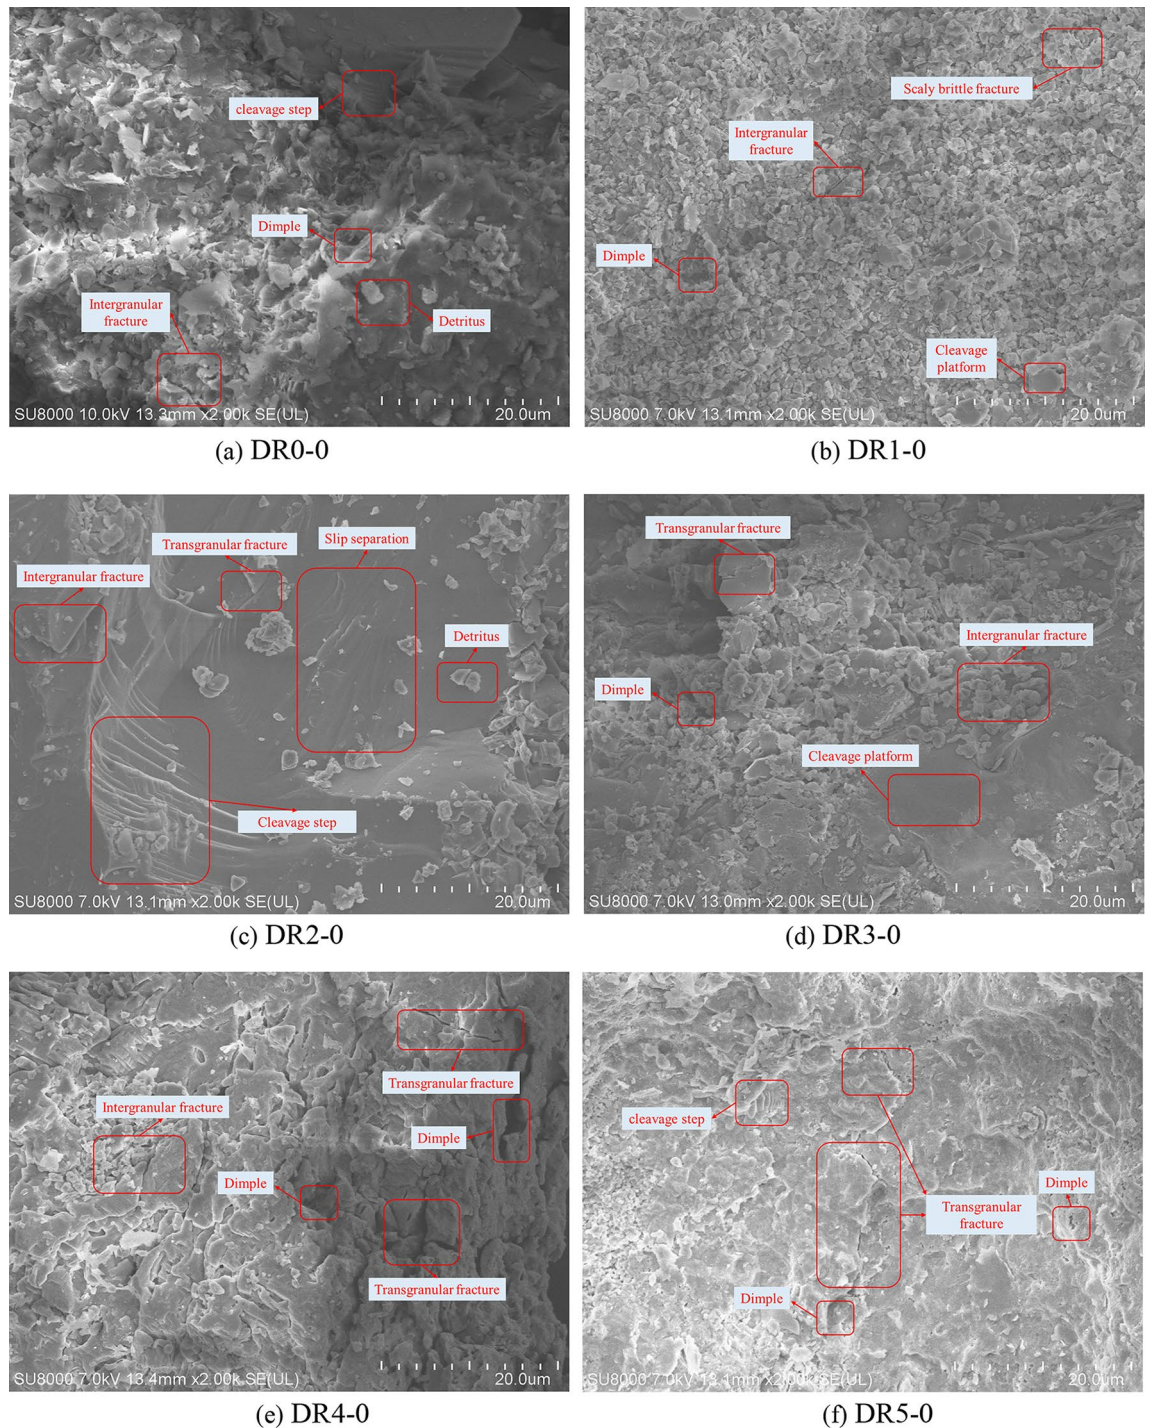 cleavage step
Dimple
Intergranular
fracture
Detritus
SU8000 10.0kV 13.3mm x2.00k SE(UL)
20.0um
(a) DR0-0
Scaly brittle fracture
Intergranular
fracture
Dimple
Cleavage
platform
SU8000 7.0kV 13.1mm x2.00k SE(UL)
20.0um
(b) DR1-0
Slip separation
Transgranular fracture
Intergranular fracture
Detritus
Cleavage step
SU8000 7.0kV 13.1mm x2.00k SE(UL)
20.0um
(c) DR2-0
Transgranular fracture
Intergranular fracture
Dimple
Cleavage platform
SU8000 7.0kV 13.0mm x2.00k SE(UL)
20.0um
(d) DR3-0
Transgranular fracture
Intergranular fracture
Dimple
Dimple
Transgranular fracture
SU8000 7.0kV 13.4mm x2.00k SE(UL)
20.0um
(e) DR4-0
cleavage step
Dimple
Transgranular
fracture
Dimple
SU8000 7.0kV 13.1mm x2.00k SE(UL)
20.0um
(f) DR5-0